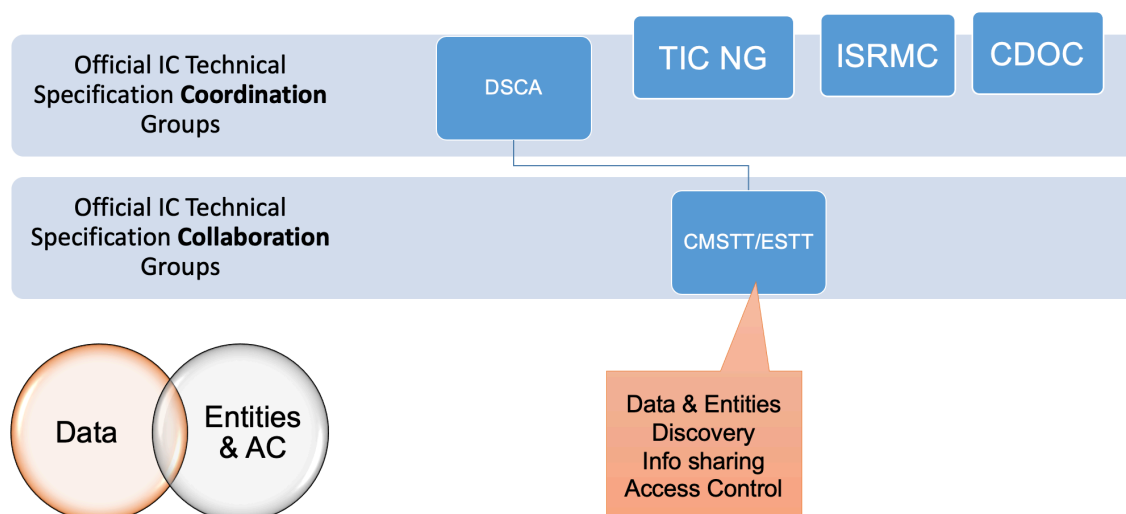 Official IC Technical
Specification Coordination
Groups
DSCA
TIC NG
ISRMC
CDOC
Official IC Technical
Specification Collaboration
Groups
CMSTT/ESTT
Data
Entities
& AC
Data & Entities
Discovery
Info sharing
Access Control